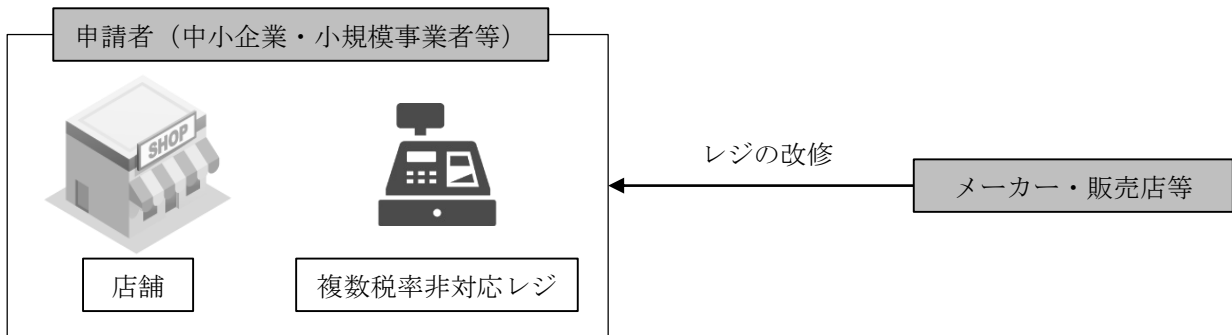 申請者（中小企業・小規模事業者等）
SHOP
レジの改修
メーカー・販売店等
店舗
複数税率非対応レジ